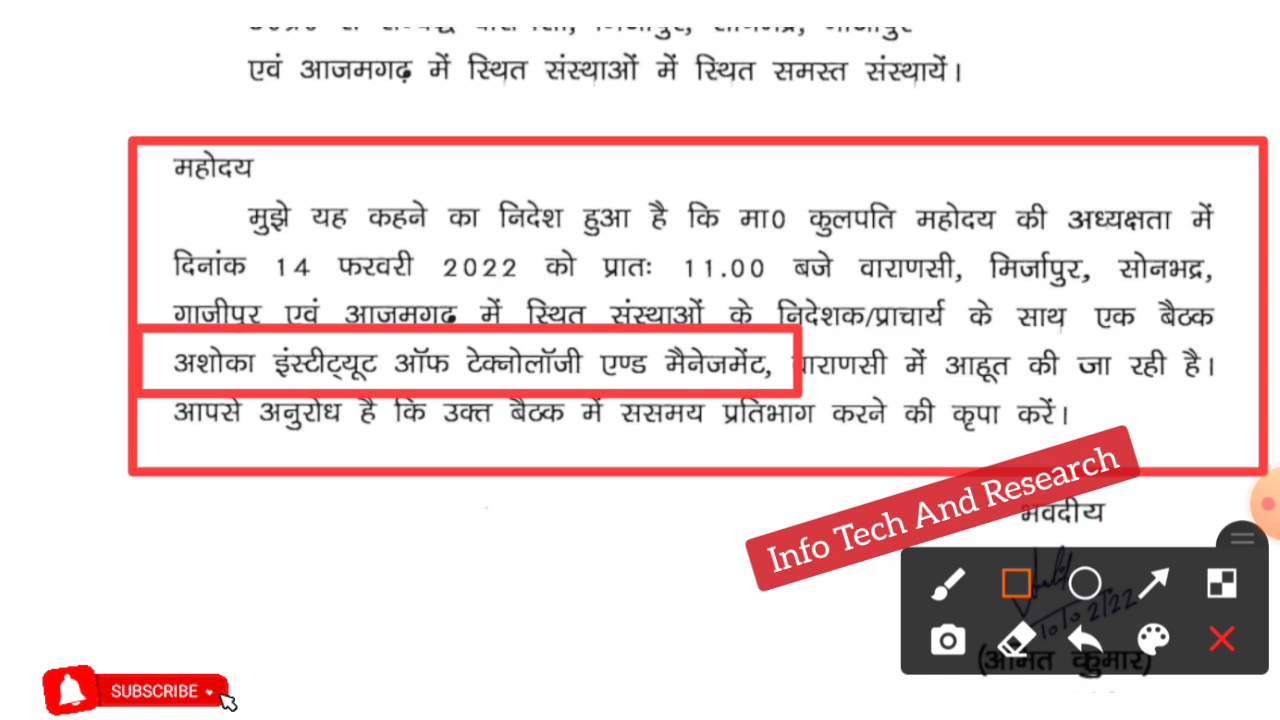 एवं आजमगढ़ में स्थित संस्थाओं में स्थित समस्त संस्थायें।
महोदय
मुझे यह कहने का निदेश हुआ है कि मा0 कुलपति महोदय की अध्यक्षता में
दिनांक 14 फरवरी 2022 को प्रातः 11.00 बजे वाराणसी, मिर्जापुर, सोनभद्र,
गाजीपुर एवं आजमगढ में स्थित संस्थाओं के निदेशक/प्राचार्य के साथ एक बैठक
अशोका इंस्टीट्यूट ऑफ टेक्नोलॉजी एण्ड मैनेजमेंट, वाराणसी में आहूत की जा रही है।
आपसे अनुरोध है कि उक्त बैठक में ससमय प्रतिभाग करने की कृपा करें।
Info Tech And Research
भवदीय
10/02/22
कुमार)
SUBSCRIBE